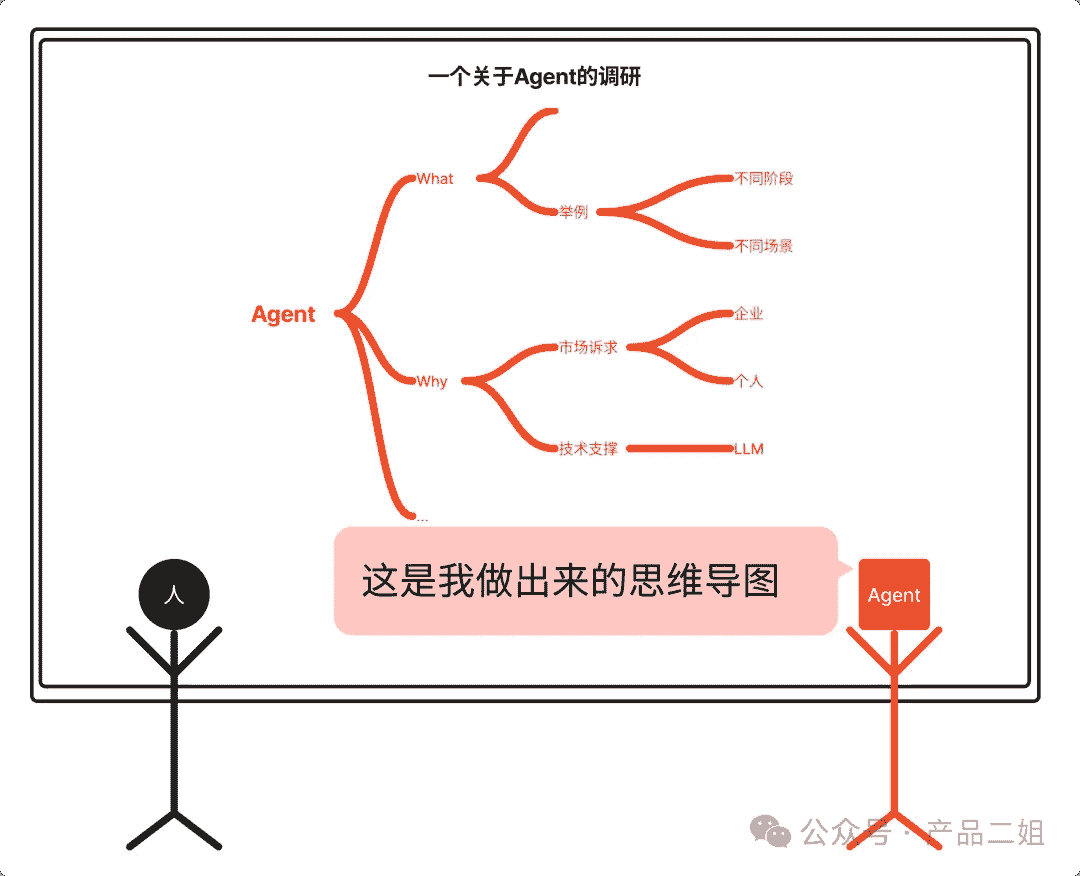 一个关于Agent的调研
What
举例
不同阶段
不同场景
Agent
Why
市场诉求
企业
个人
技术支撑
LLM
...
这是我做出来的思维导图
人
Agent
公众号·产品二姐